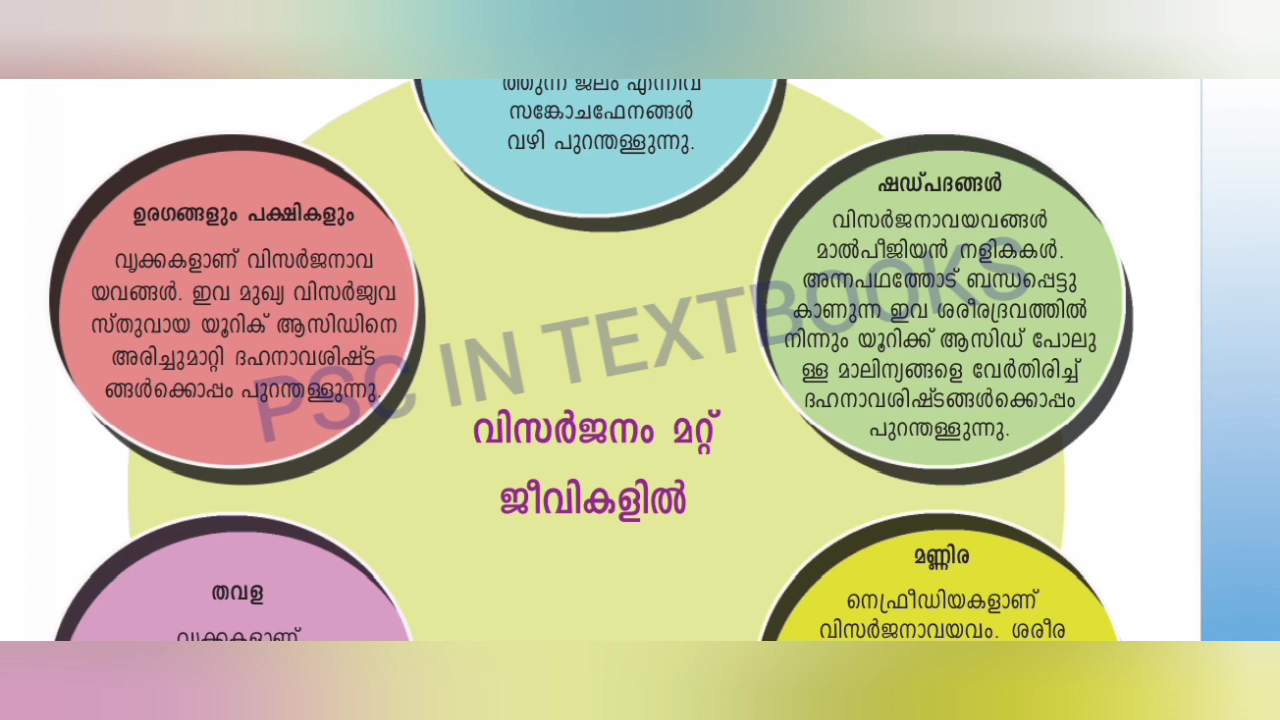 ത്തുന്ന ജലം എന്നിവ
സങ്കോചഫേനങ്ങൾ
വഴി പുറന്തള്ളുന്നു.
ഉരഗങ്ങളും പക്ഷികളും
വൃക്കകളാണ് വിസർജനാവ
യവങ്ങൾ. ഇവ മുഖ്യ വിസർജ്യവ
സ്തുവായ യൂറിക് ആസിഡിനെ
അരിച്ചുമാറ്റി ദഹനാവശിഷ്ട
ങ്ങൾക്കൊപ്പം പുറന്തള്ളുന്നു.
ഷഡ്പദങ്ങൾ
വിസർജനാവയവങ്ങൾ
മാൽപീജിയൻ നളികകൾ.
അന്നപഥത്തോട് ബന്ധപ്പെട്ടു
കാണുന്ന ഇവ ശരീരദ്രവത്തിൽ
നിന്നും യൂറിക്ക് ആസിഡ് പോലു
ള്ള മാലിന്യങ്ങളെ വേർതിരിച്ച്
ദഹനാവശിഷ്ടങ്ങൾക്കൊപ്പം
പുറന്തള്ളുന്നു.
PSC IN TEXTBOOKS
വിസർജനം മറ്റ്
ജീവികളിൽ
തവള
വൃക്കകളാണ്
മണ്ണിര
നെഫ്രീഡിയകളാണ്
വിസർജനാവയവം. ശരീര